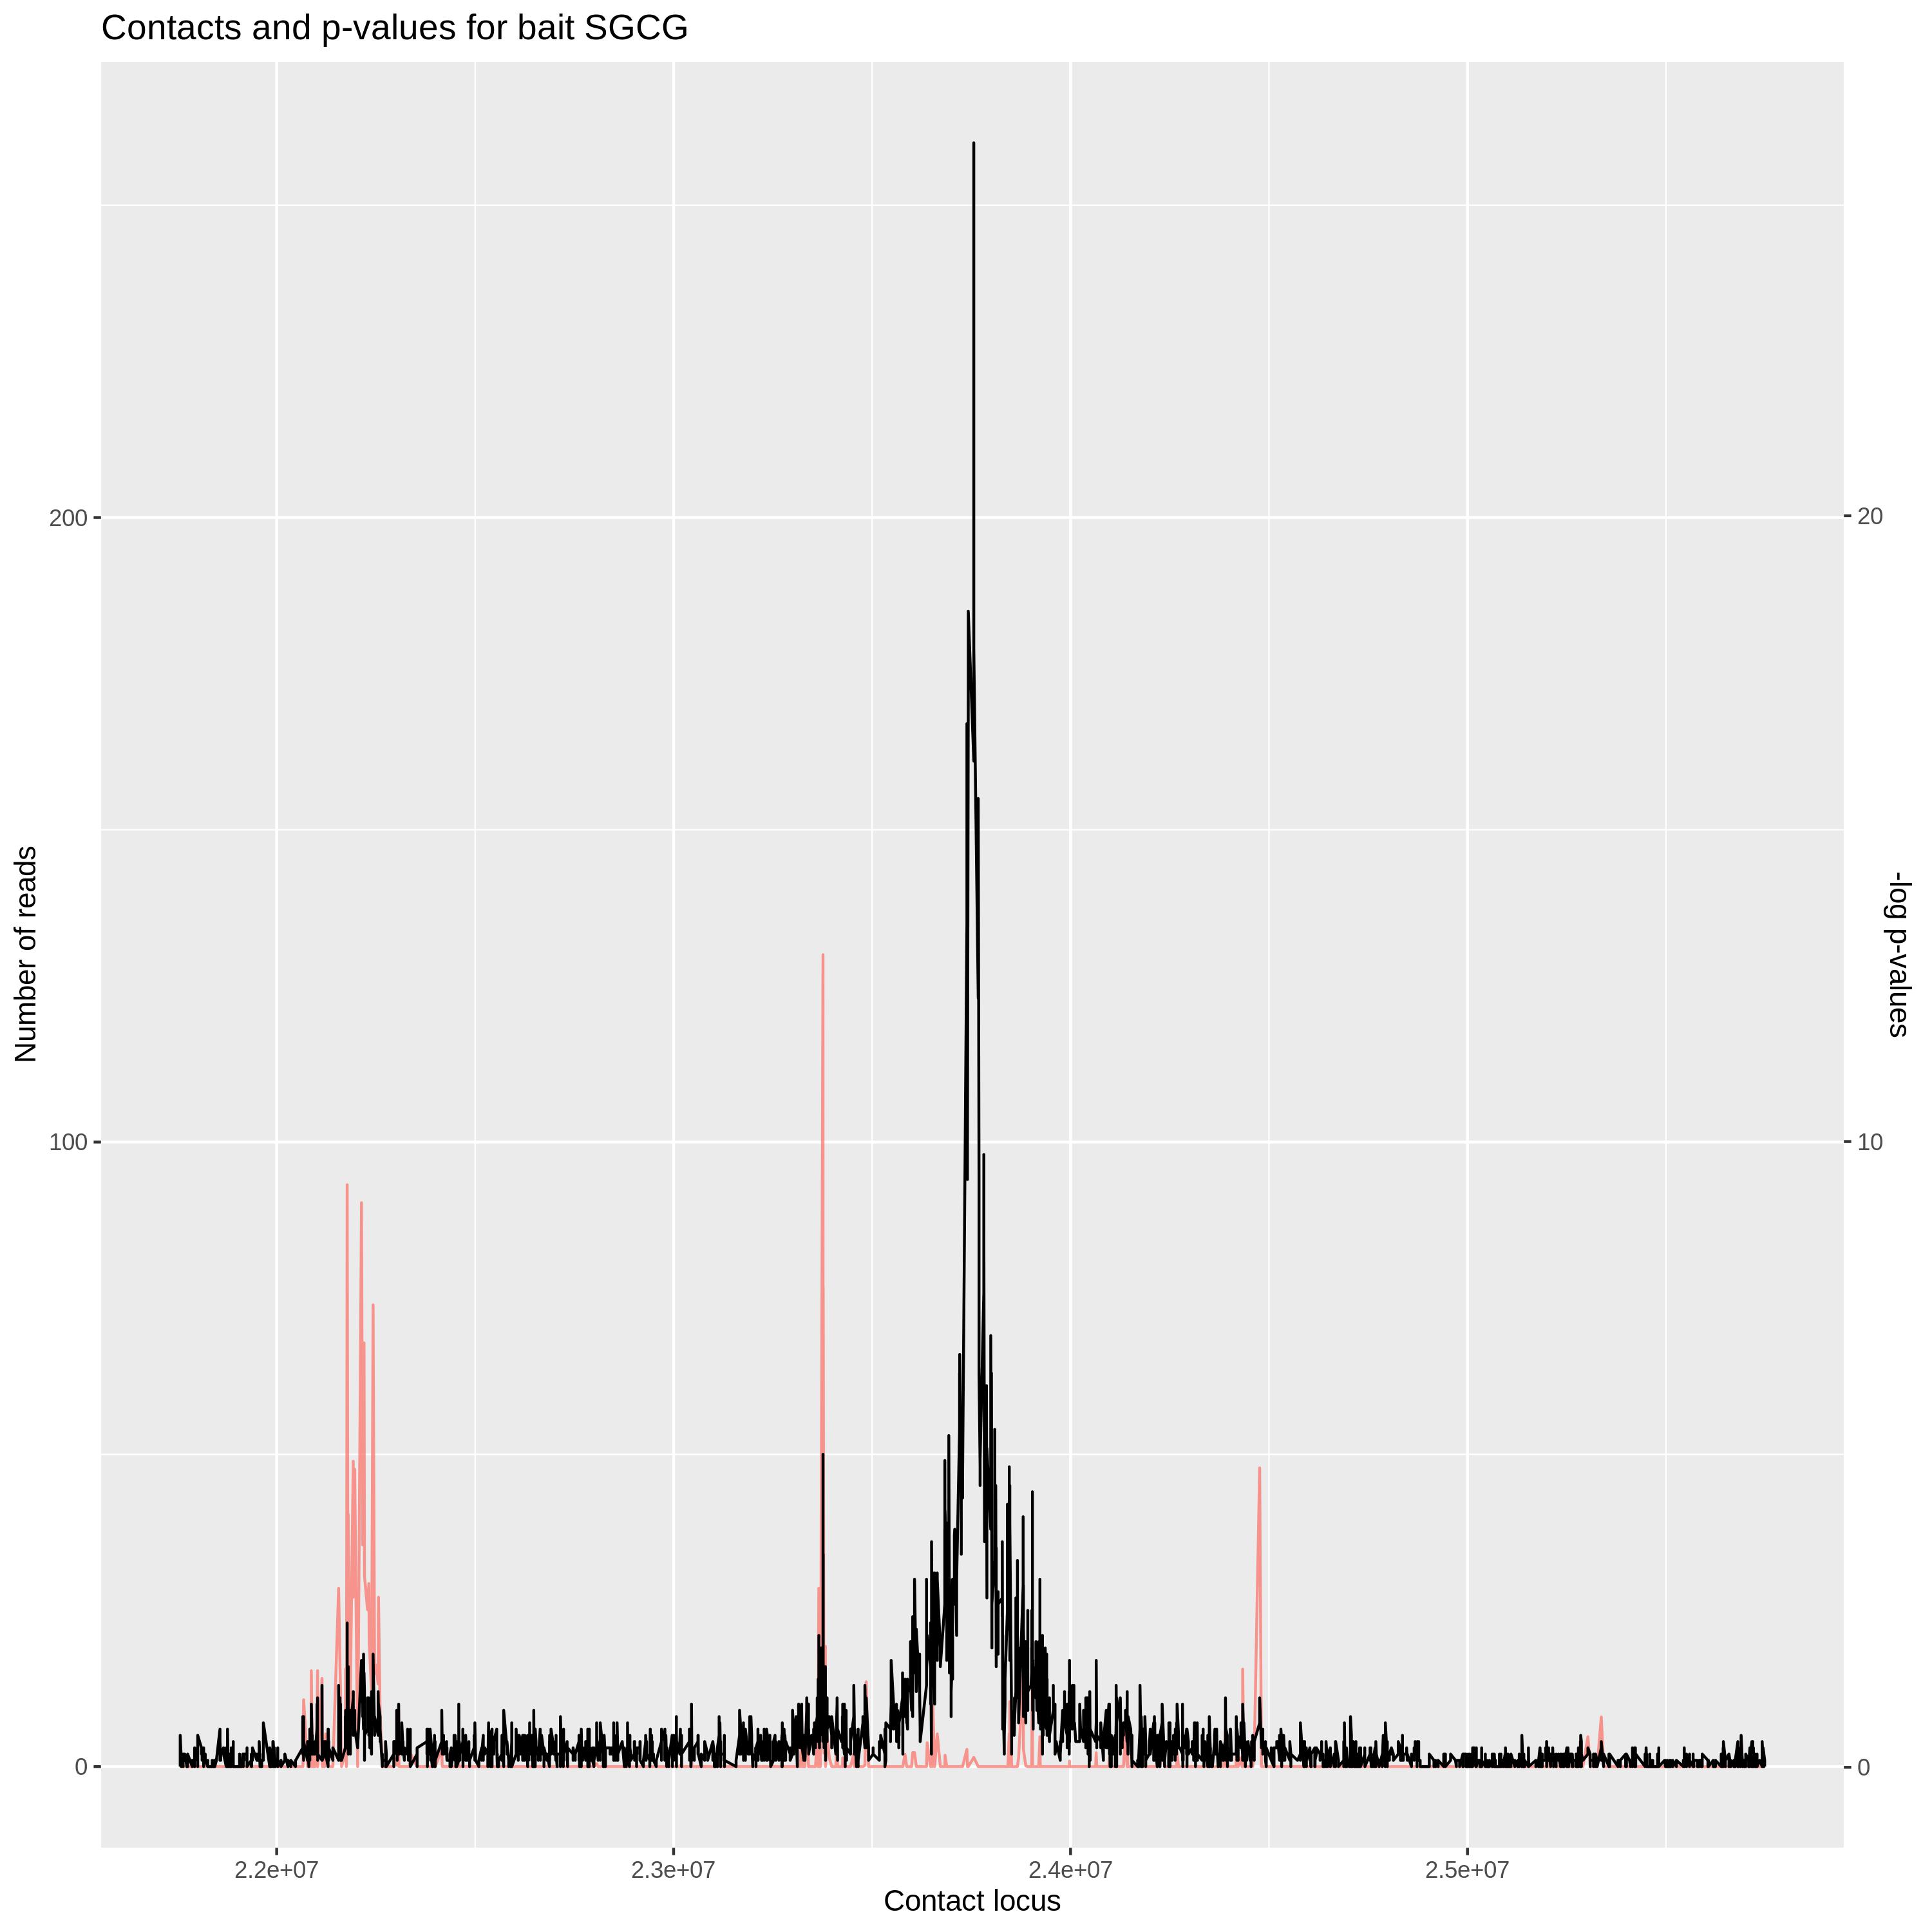 Contacts and p-values for bait SGCG
Number of reads
200
100
0
20
10
0
-log p-values
2.2e+07 2.3e+07 2.4e+07 2.5e+07
Contact locus